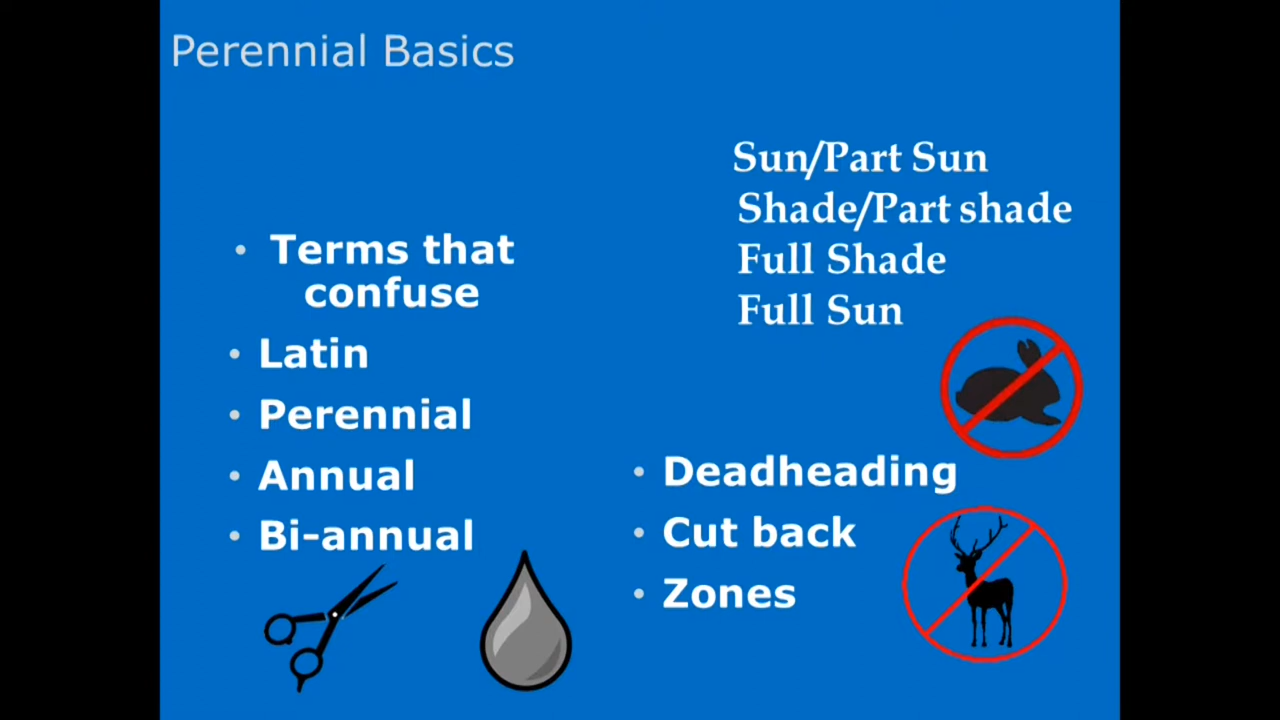 Perennial Basics
• Terms that
confuse
• Latin
• Perennial
• Annual
• Bi-annual
Sun/Part Sun
Shade/Part shade
Full Shade
Full Sun
• Deadheading
• Cut back
• Zones